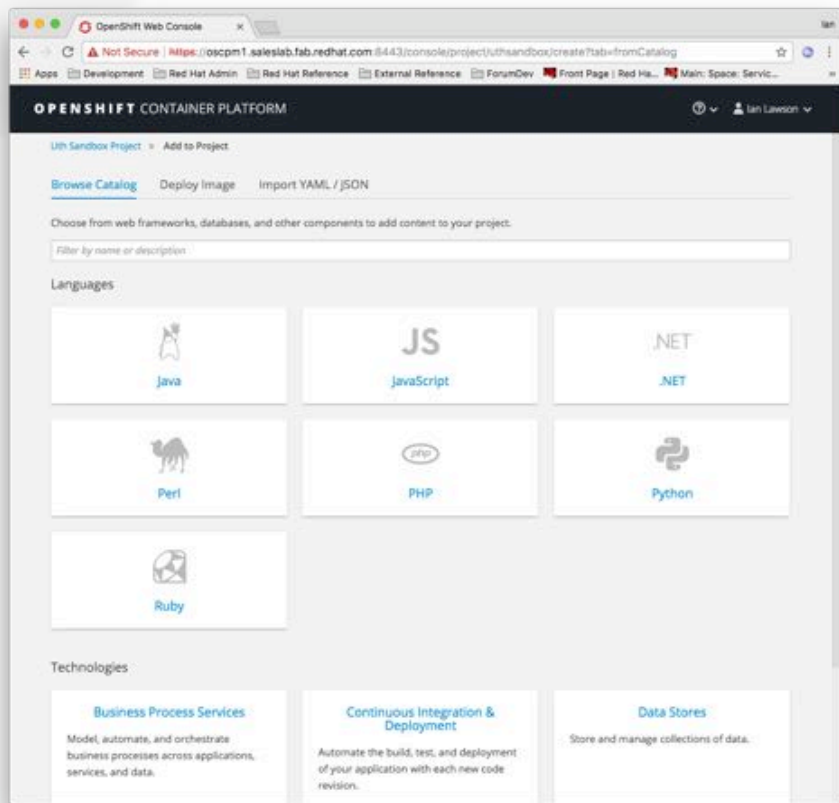 OpenShift Web Console
Ian
Not Secure | https://oscpm1.saleslab.fab.redhat.com:8443/console/project/uthsandbox/create?tab=fromCatalog
Apps Development Red Hat Admin Red Hat Reference External Reference ForumDev Front Page | Red Ha... Main: Space: Servic... »
OPENSHIFT CONTAINER PLATFORM
Ian Lawson
Uth Sandbox Project » Add to Project
Browse Catalog Deploy Image Import YAML / JSON
Choose from web frameworks, databases, and other components to add content to your project.
Filter by name or description
Languages
Java
JS
JavaScript
.NET
.NET
Perl
php
PHP
Python
Ruby
Technologies
Business Process Services
Model, automate, and orchestrate
business processes across applications,
services, and data.
Continuous Integration &
Deployment
Automate the build, test, and deployment
of your application with each new code
revision.
Data Stores
Store and manage collections of data.